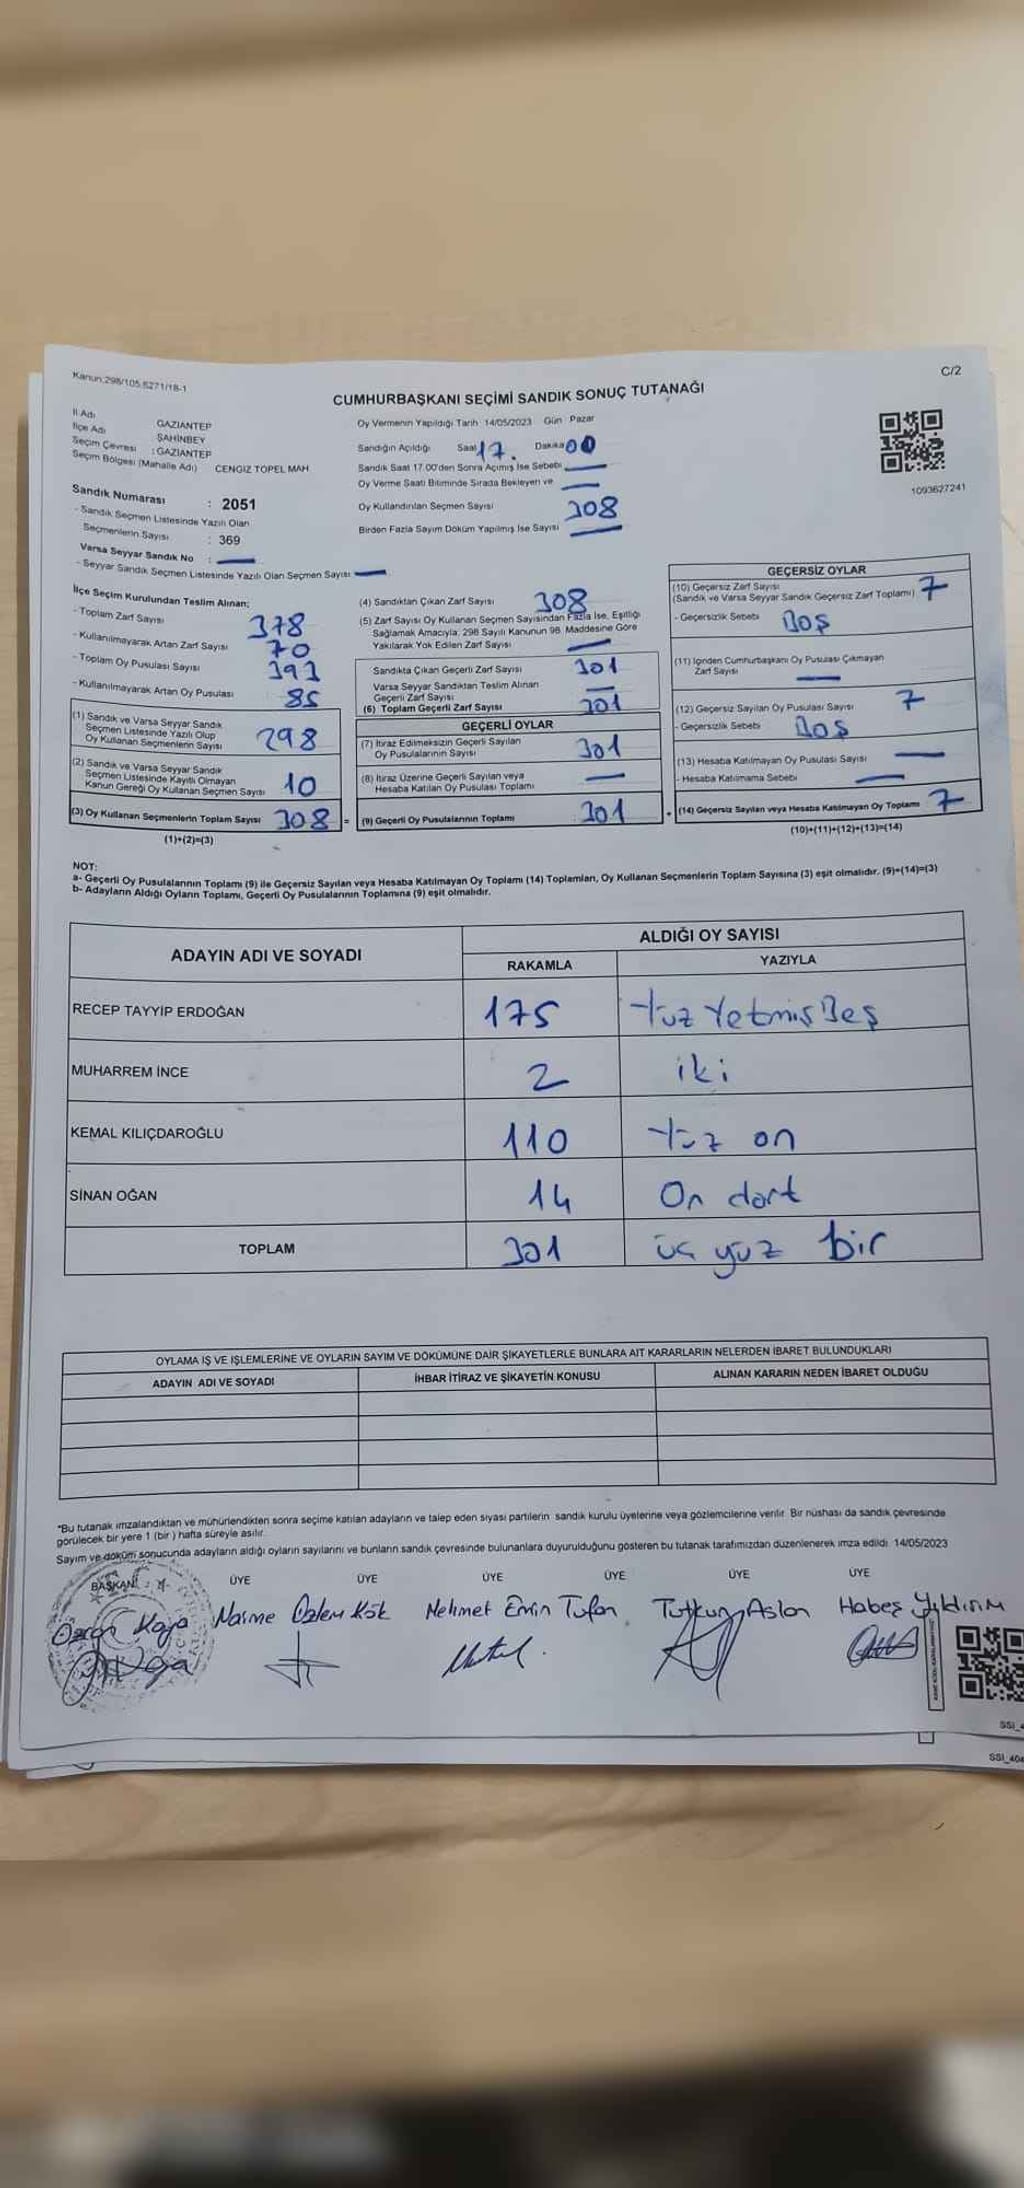 Kanun;298/105;6271/18-1
C/2
CUMHURBAŞKANI SEÇİMİ SANDIK SONUÇ TUTANAĞI
İl Adı GAZİANTEP
İlçe Adı ŞAHİNBEY
Seçim Çevresi : GAZİANTEP
Seçim Bölgesi (Mahalle Adı) CENGİZ TOPEL MAH
Sandık Numarası : 2051
- Sandık Seçmen Listesinde Yazılı Olan
Seçmenlerin Sayısı : 369
Varsa Seyyar Sandık No :
- Seyyar Sandık Seçmen Listesinde Yazılı Olan Seçmen Sayısı
Oy Vermenin Yapıldığı Tarih 14/05/2023 Gün Pazar
Sandığın Açıldığı Saat 17. Dakika 00
Sandık Saat 17.00'den Sonra Açımış İse Sebebi
Oy Verme Saati Bitiminde Sırada Bekleyen ve
Oy Kullandırılan Seçmen Sayısı 308
Birden Fazla Sayım Döküm Yapılmış İse Sayısı
1093627241
İlçe Seçim Kurulundan Teslim Alınan;
- Toplam Zarf Sayısı 378
- Kullanılmayarak Artan Zarf Sayısı 70
- Toplam Oy Pusulası Sayısı 393
- Kullanılmayarak Artan Oy Pusulası 85
(1) Sandık ve Varsa Seyyar Sandık
Seçmen Listesinde Yazılı Olup
Oy Kullanan Seçmenlerin Sayısı 298
(2) Sandık ve Varsa Seyyar Sandık
Seçmen Listesinde Kayıtlı Olmayan
Kanun Gereği Oy Kullanan Seçmen Sayısı 10
(3) Oy Kullanan Seçmenlerin Toplam Sayısı 308 =
(1)+(2)=(3)
(4) Sandıktan Çıkan Zarf Sayısı 308
(5) Zarf Sayısı Oy Kullanan Seçmen Sayısından Fazla İse, Eşitliği
Sağlamak Amacıyla; 298 Sayılı Kanunun 98. Maddesine Göre
Yakılarak Yok Edilen Zarf Sayısı
Sandıkta Çıkan Geçerli Zarf Sayısı 301
Varsa Seyyar Sandıktan Teslim Alınan
Geçerli Zarf Sayısı
(6) Toplam Geçerli Zarf Sayısı 301
GEÇERLİ OYLAR
(7) İtiraz Edilmeksizin Geçerli Sayılan
Oy Pusulalarının Sayısı 301
(8) İtiraz Üzerine Geçerli Sayılan veya
Hesaba Katılan Oy Pusulası Toplamı
(9) Geçerli Oy Pusulalarının Toplamı 301 +
GEÇERSİZ OYLAR
(10) Geçersiz Zarf Sayısı
(Sandık ve Varsa Seyyar Sandık Geçersiz Zarf Toplamı) 7
- Geçersizlik Sebebi Boş
(11) İçinden Cumhurbaşkanı Oy Pusulası Çıkmayan
Zarf Sayısı
(12) Geçersiz Sayılan Oy Pusulası Sayısı 7
- Geçersizlik Sebebi Boş
(13) Hesaba Katılmayan Oy Pusulası Sayısı
- Hesaba Katılmama Sebebi
(14) Geçersiz Sayılan veya Hesaba Katılmayan Oy Toplamı 7
(10)+(11)+(12)+(13)=(14)
NOT:
a- Geçerli Oy Pusulalarının Toplamı (9) ile Geçersiz Sayılan veya Hesaba Katılmayan Oy Toplamı (14) Toplamları, Oy Kullanan Seçmenlerin Toplam Sayısına (3) eşit olmalıdır. (9)+(14)=(3)
b- Adayların Aldığı Oyların Toplamı, Geçerli Oy Pusulalarının Toplamına (9) eşit olmalıdır.
ADAYIN ADI VE SOYADI
ALDIĞI OY SAYISI
RAKAMLA YAZIYLA
RECEP TAYYİP ERDOĞAN 175 Yüz Yetmiş Beş
MUHARREM İNCE 2 iki
KEMAL KILIÇDAROĞLU 110 Yüz on
SİNAN OĞAN 14 On dört
TOPLAM 301 üç yüz bir
OYLAMA İŞ VE İŞLEMLERİNE VE OYLARIN SAYIM VE DÖKÜMÜNE DAİR ŞİKAYETLERLE BUNLARA AİT KARARLARIN NELERDEN İBARET BULUNDUKLARI
ADAYIN ADI VE SOYADI İHBAR İTİRAZ VE ŞİKAYETİN KONUSU ALINAN KARARIN NEDEN İBARET OLDUĞU
*Bu tutanak imzalandıktan ve mühürlendikten sonra seçime katılan adayların ve talep eden siyasi partilerin sandık kurulu üyelerine veya gözlemcilerine verilir. Bir nüshası da sandık çevresinde
görülecek bir yere 1 (bir ) hafta süreyle asılır.
Sayım ve döküm sonucunda adayların aldığı oyların sayılarını ve bunların sandık çevresinde bulunanlara duyurulduğunu gösteren bu tutanak tarafımızdan düzenlenerek imza edildi. 14/05/2023
BAŞKAN ÜYE ÜYE ÜYE ÜYE ÜYE ÜYE
Kaya Naime Özlem Kök Mehmet Emin Tufan Tutkun Aslan Habeş Yıldırım